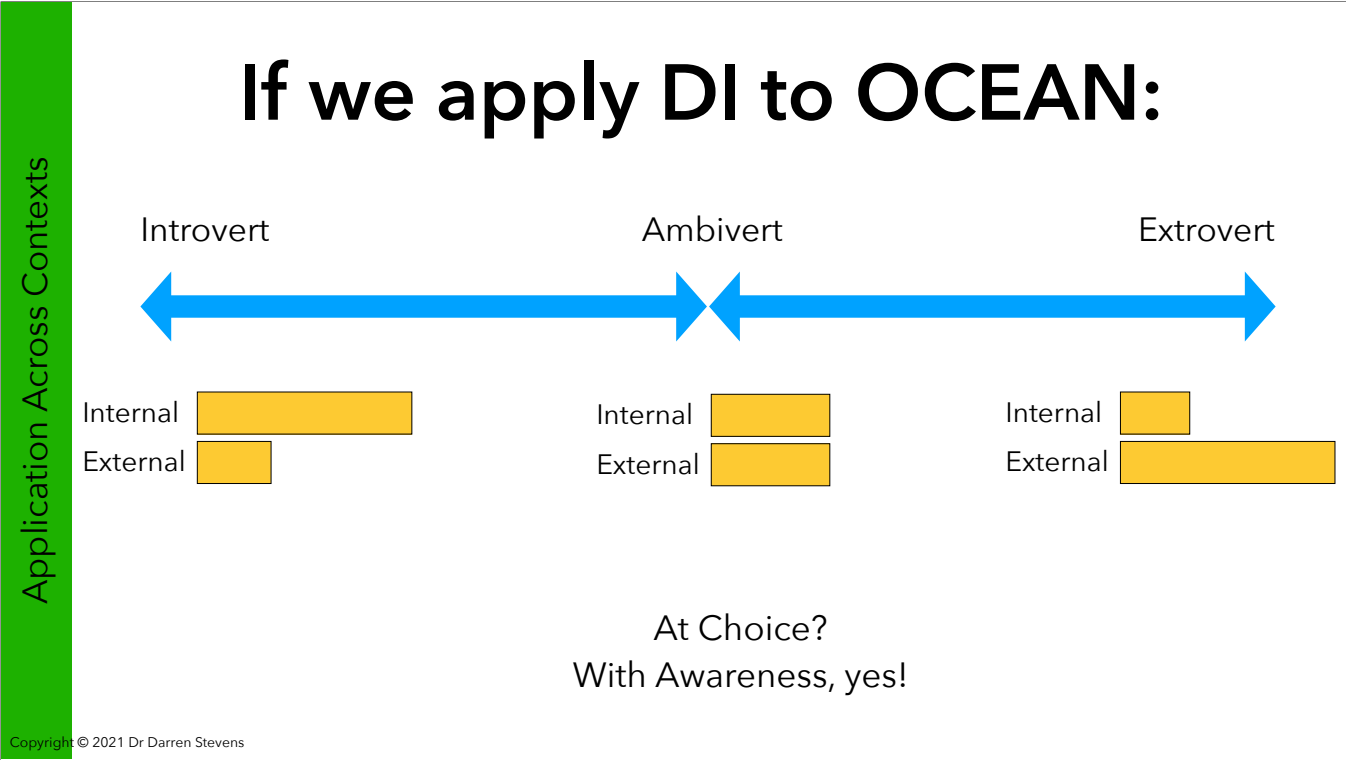 If we apply DI to OCEAN:
Application Across Contexts
Introvert
Ambivert
Extrovert
Internal
External
Internal
External
Internal
External
At Choice?
With Awareness, yes!
Copyright © 2021 Dr Darren Stevens